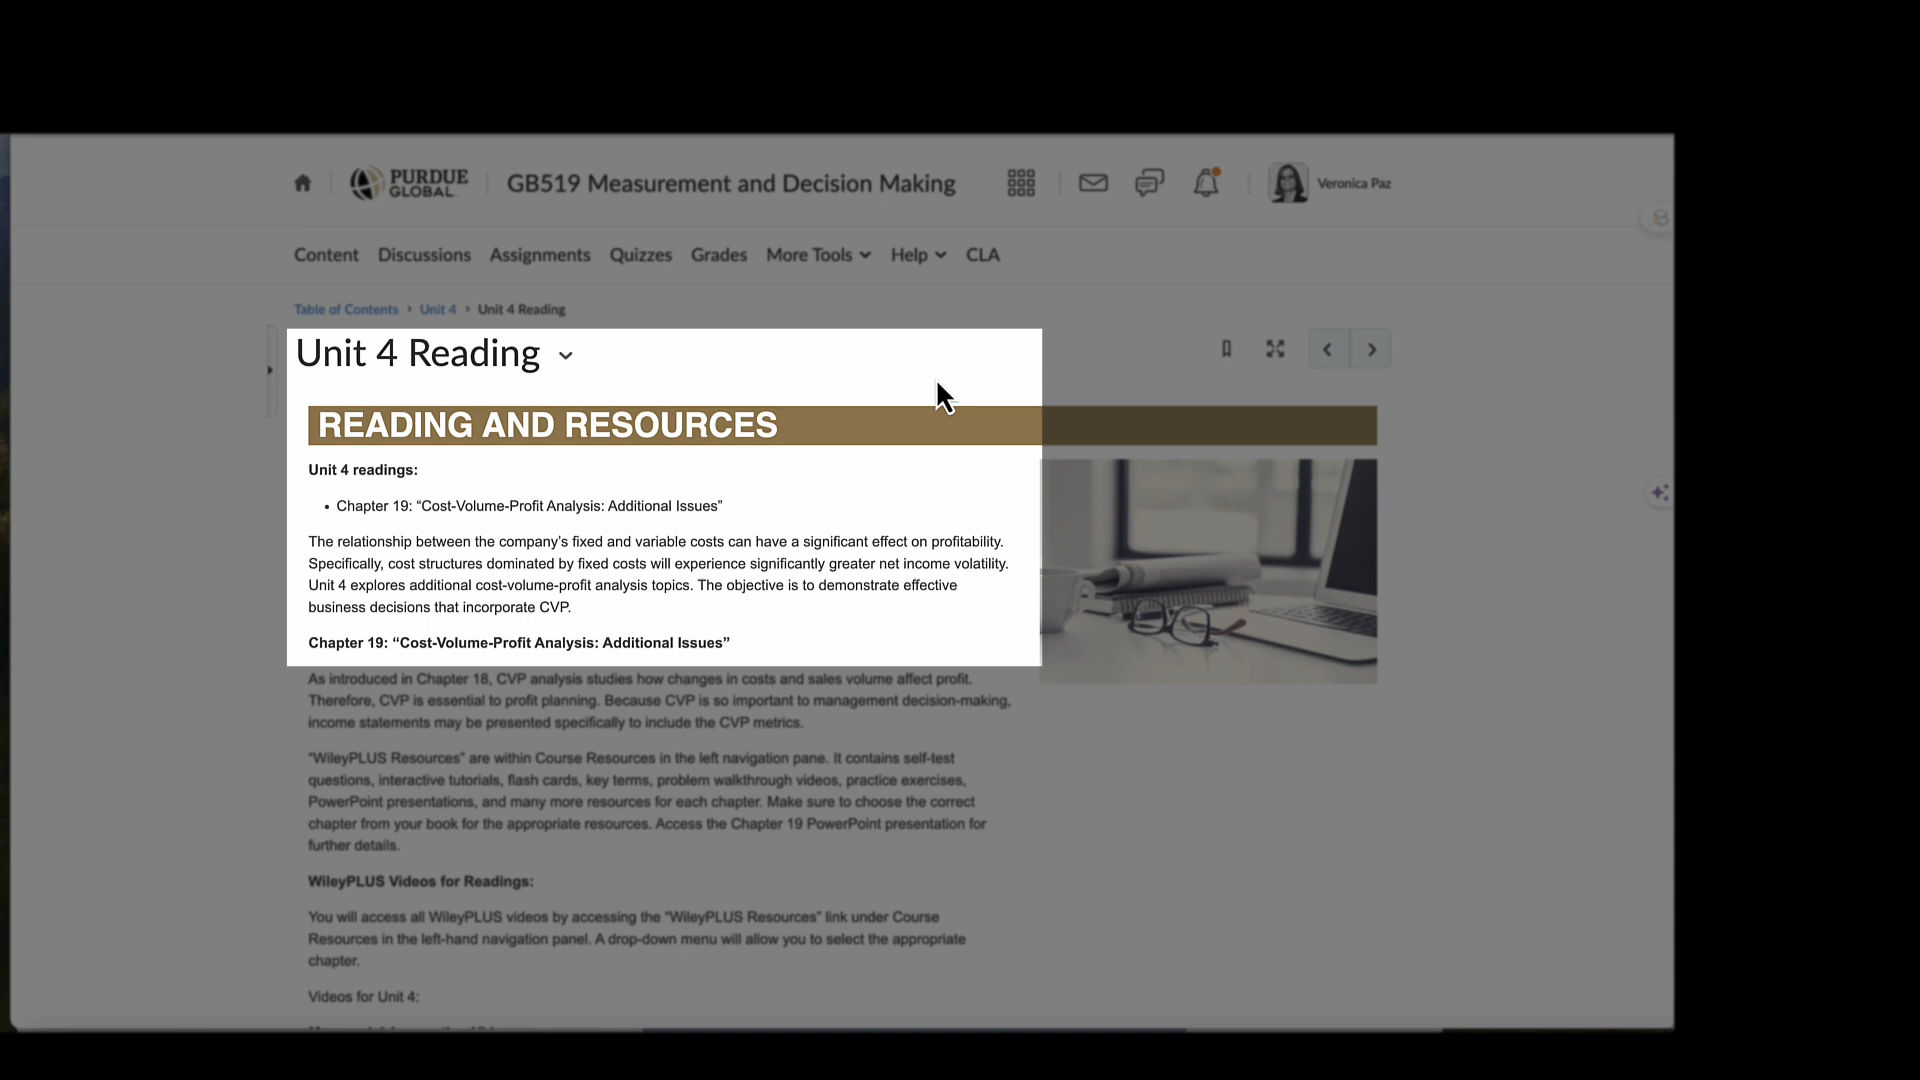 PURDUE GLOBAL
GB519 Measurement and Decision Making
Veronica Paz
Content Discussions Assignments Quizzes Grades More Tools Help CLA
Table of Contents › Unit 4 › Unit 4 Reading
Unit 4 Reading
READING AND RESOURCES
Unit 4 readings:
• Chapter 19: “Cost-Volume-Profit Analysis: Additional Issues”
The relationship between the company’s fixed and variable costs can have a significant effect on profitability.
Specifically, cost structures dominated by fixed costs will experience significantly greater net income volatility.
Unit 4 explores additional cost-volume-profit analysis topics. The objective is to demonstrate effective
business decisions that incorporate CVP.
Chapter 19: “Cost-Volume-Profit Analysis: Additional Issues”
As introduced in Chapter 18, CVP analysis studies how changes in costs and sales volume affect profit.
Therefore, CVP is essential to profit planning. Because CVP is so important to management decision-making,
income statements may be presented specifically to include the CVP metrics.
“WileyPLUS Resources” are within Course Resources in the left navigation pane. It contains self-test
questions, interactive tutorials, flash cards, key terms, problem walkthrough videos, practice exercises,
PowerPoint presentations, and many more resources for each chapter. Make sure to choose the correct
chapter from your book for the appropriate resources. Access the Chapter 19 PowerPoint presentation for
further details.
WileyPLUS Videos for Readings:
You will access all WileyPLUS videos by accessing the “WileyPLUS Resources” link under Course
Resources in the left-hand navigation panel. A drop-down menu will allow you to select the appropriate
chapter.
Videos for Unit 4: